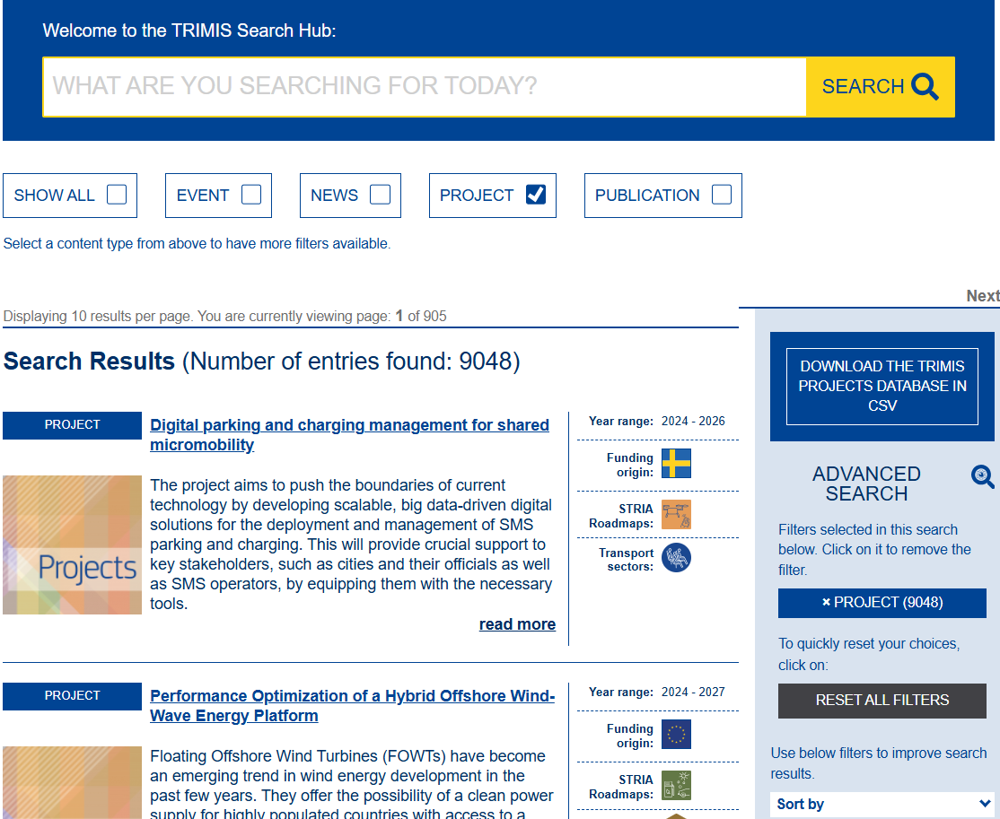 Welcome to the TRIMIS Search Hub:
WHAT ARE YOU SEARCHING FOR TODAY?
SEARCH
SHOW ALL
EVENT
NEWS
PROJECT
PUBLICATION
Select a content type from above to have more filters available.
Next
Displaying 10 results per page. You are currently viewing page: 1 of 905
Search Results (Number of entries found: 9048)
PROJECT
Digital parking and charging management for shared
micromobility
Projects
The project aims to push the boundaries of current
technology by developing scalable, big data-driven digital
solutions for the deployment and management of SMS
parking and charging. This will provide crucial support to
key stakeholders, such as cities and their officials as well
as SMS operators, by equipping them with the necessary
tools.
read more
Year range: 2024 - 2026
Funding
origin:
STRIA
Roadmaps:
Transport
sectors:
PROJECT
Performance Optimization of a Hybrid Offshore Wind-
Wave Energy Platform
Floating Offshore Wind Turbines (FOWTs) have become
an emerging trend in wind energy development in the
past few years. They offer the possibility of a clean power
supply for highly populated countries with access to a
Year range: 2024 - 2027
Funding
origin:
STRIA
Roadmaps:
DOWNLOAD THE TRIMIS
PROJECTS DATABASE IN
CSV
ADVANCED
SEARCH
Filters selected in this search
below. Click on it to remove the
filter.
× PROJECT (9048)
To quickly reset your choices,
click on:
RESET ALL FILTERS
Use below filters to improve search
results.
Sort by